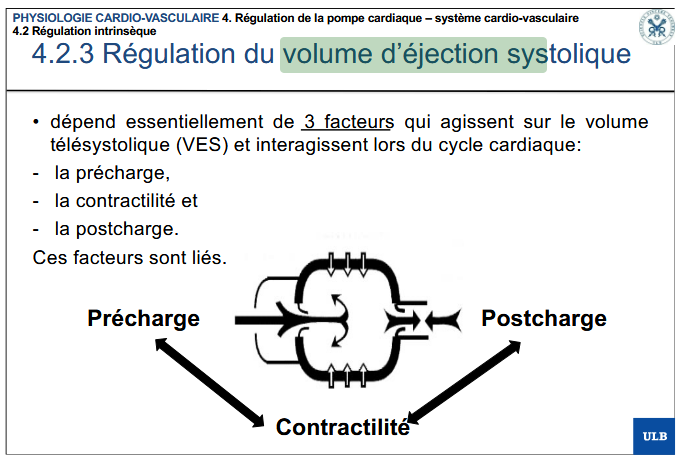 PHYSIOLOGIE CARDIO-VASCULAIRE 4. Régulation de la pompe cardiaque – système cardio-vasculaire
4.2 Régulation intrinsèque
4.2.3 Régulation du volume d’éjection systolique
• dépend essentiellement de 3 facteurs qui agissent sur le volume
télésystolique (VES) et interagissent lors du cycle cardiaque:
- la précharge,
- la contractilité et
- la postcharge.
Ces facteurs sont liés.
Précharge
Postcharge
Contractilité
ULB